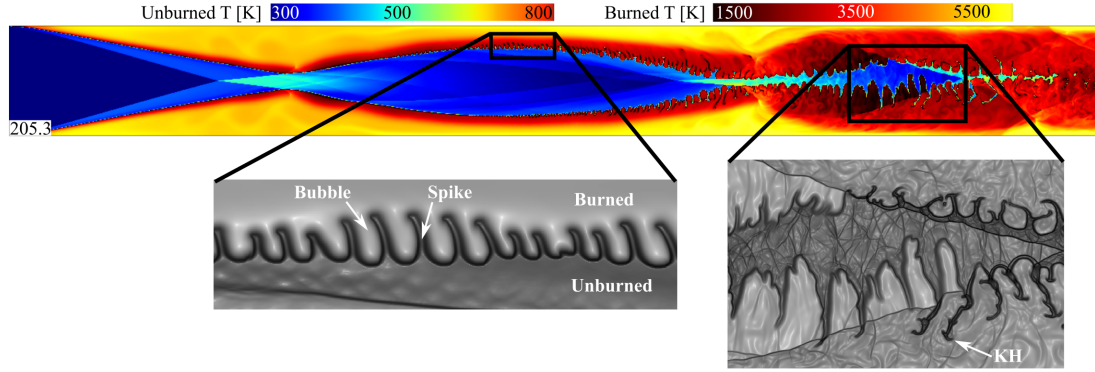 Unburned T [K] 300 500 800 Burned T [K] 1500 3500 5500
205.3
Bubble Spike Burned
Unburned
KH